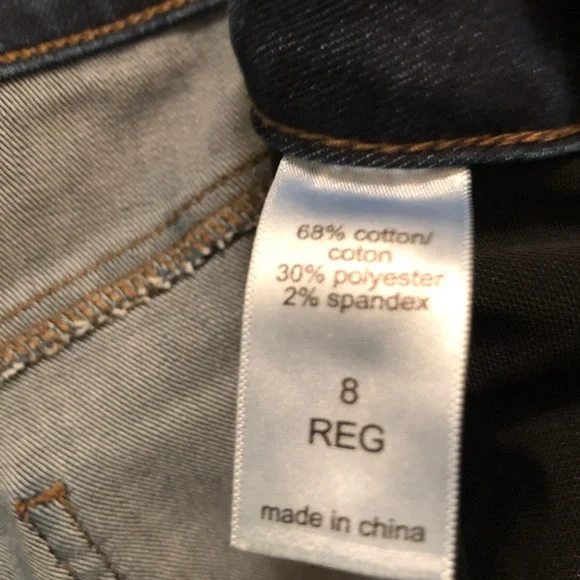 68% cotton/
coton
30% polyester
2% spandex
8
REG
made in china